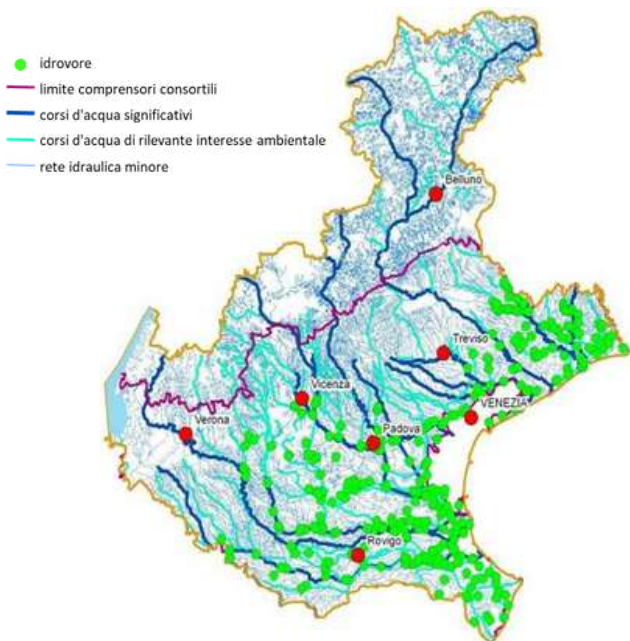 idrovore
limite comprensori consortili
corsi d'acqua significativi
corsi d'acqua di rilevante interesse ambientale
rete idraulica minore
Belluno
Treviso
Vicenza
VENEZIA
Verona
Padova
Rovigo